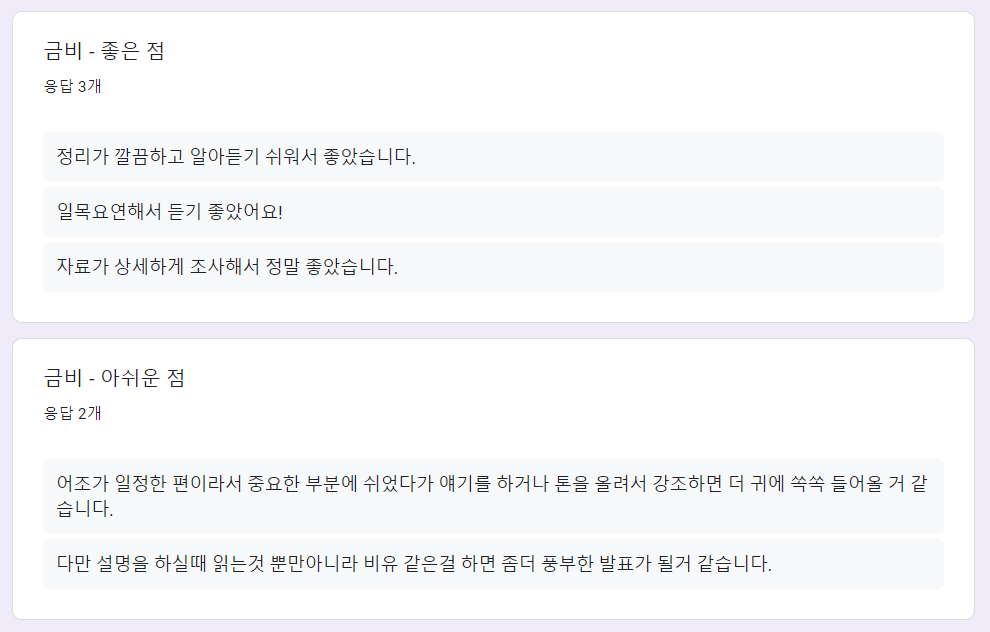 금비 - 좋은 점
응답 3개
정리가 깔끔하고 알아듣기 쉬워서 좋았습니다.
일목요연해서 듣기 좋았어요!
자료가 상세하게 조사해서 정말 좋았습니다.
금비 - 아쉬운 점
응답 2개
어조가 일정한 편이라서 중요한 부분에 쉬었다가 얘기를 하거나 톤을 올려서 강조하면 더 귀에 쏙쏙 들어올 거 같
습니다.
다만 설명을 하실때 읽는것 뿐만아니라 비유 같은걸 하면 좀더 풍부한 발표가 될거 같습니다.